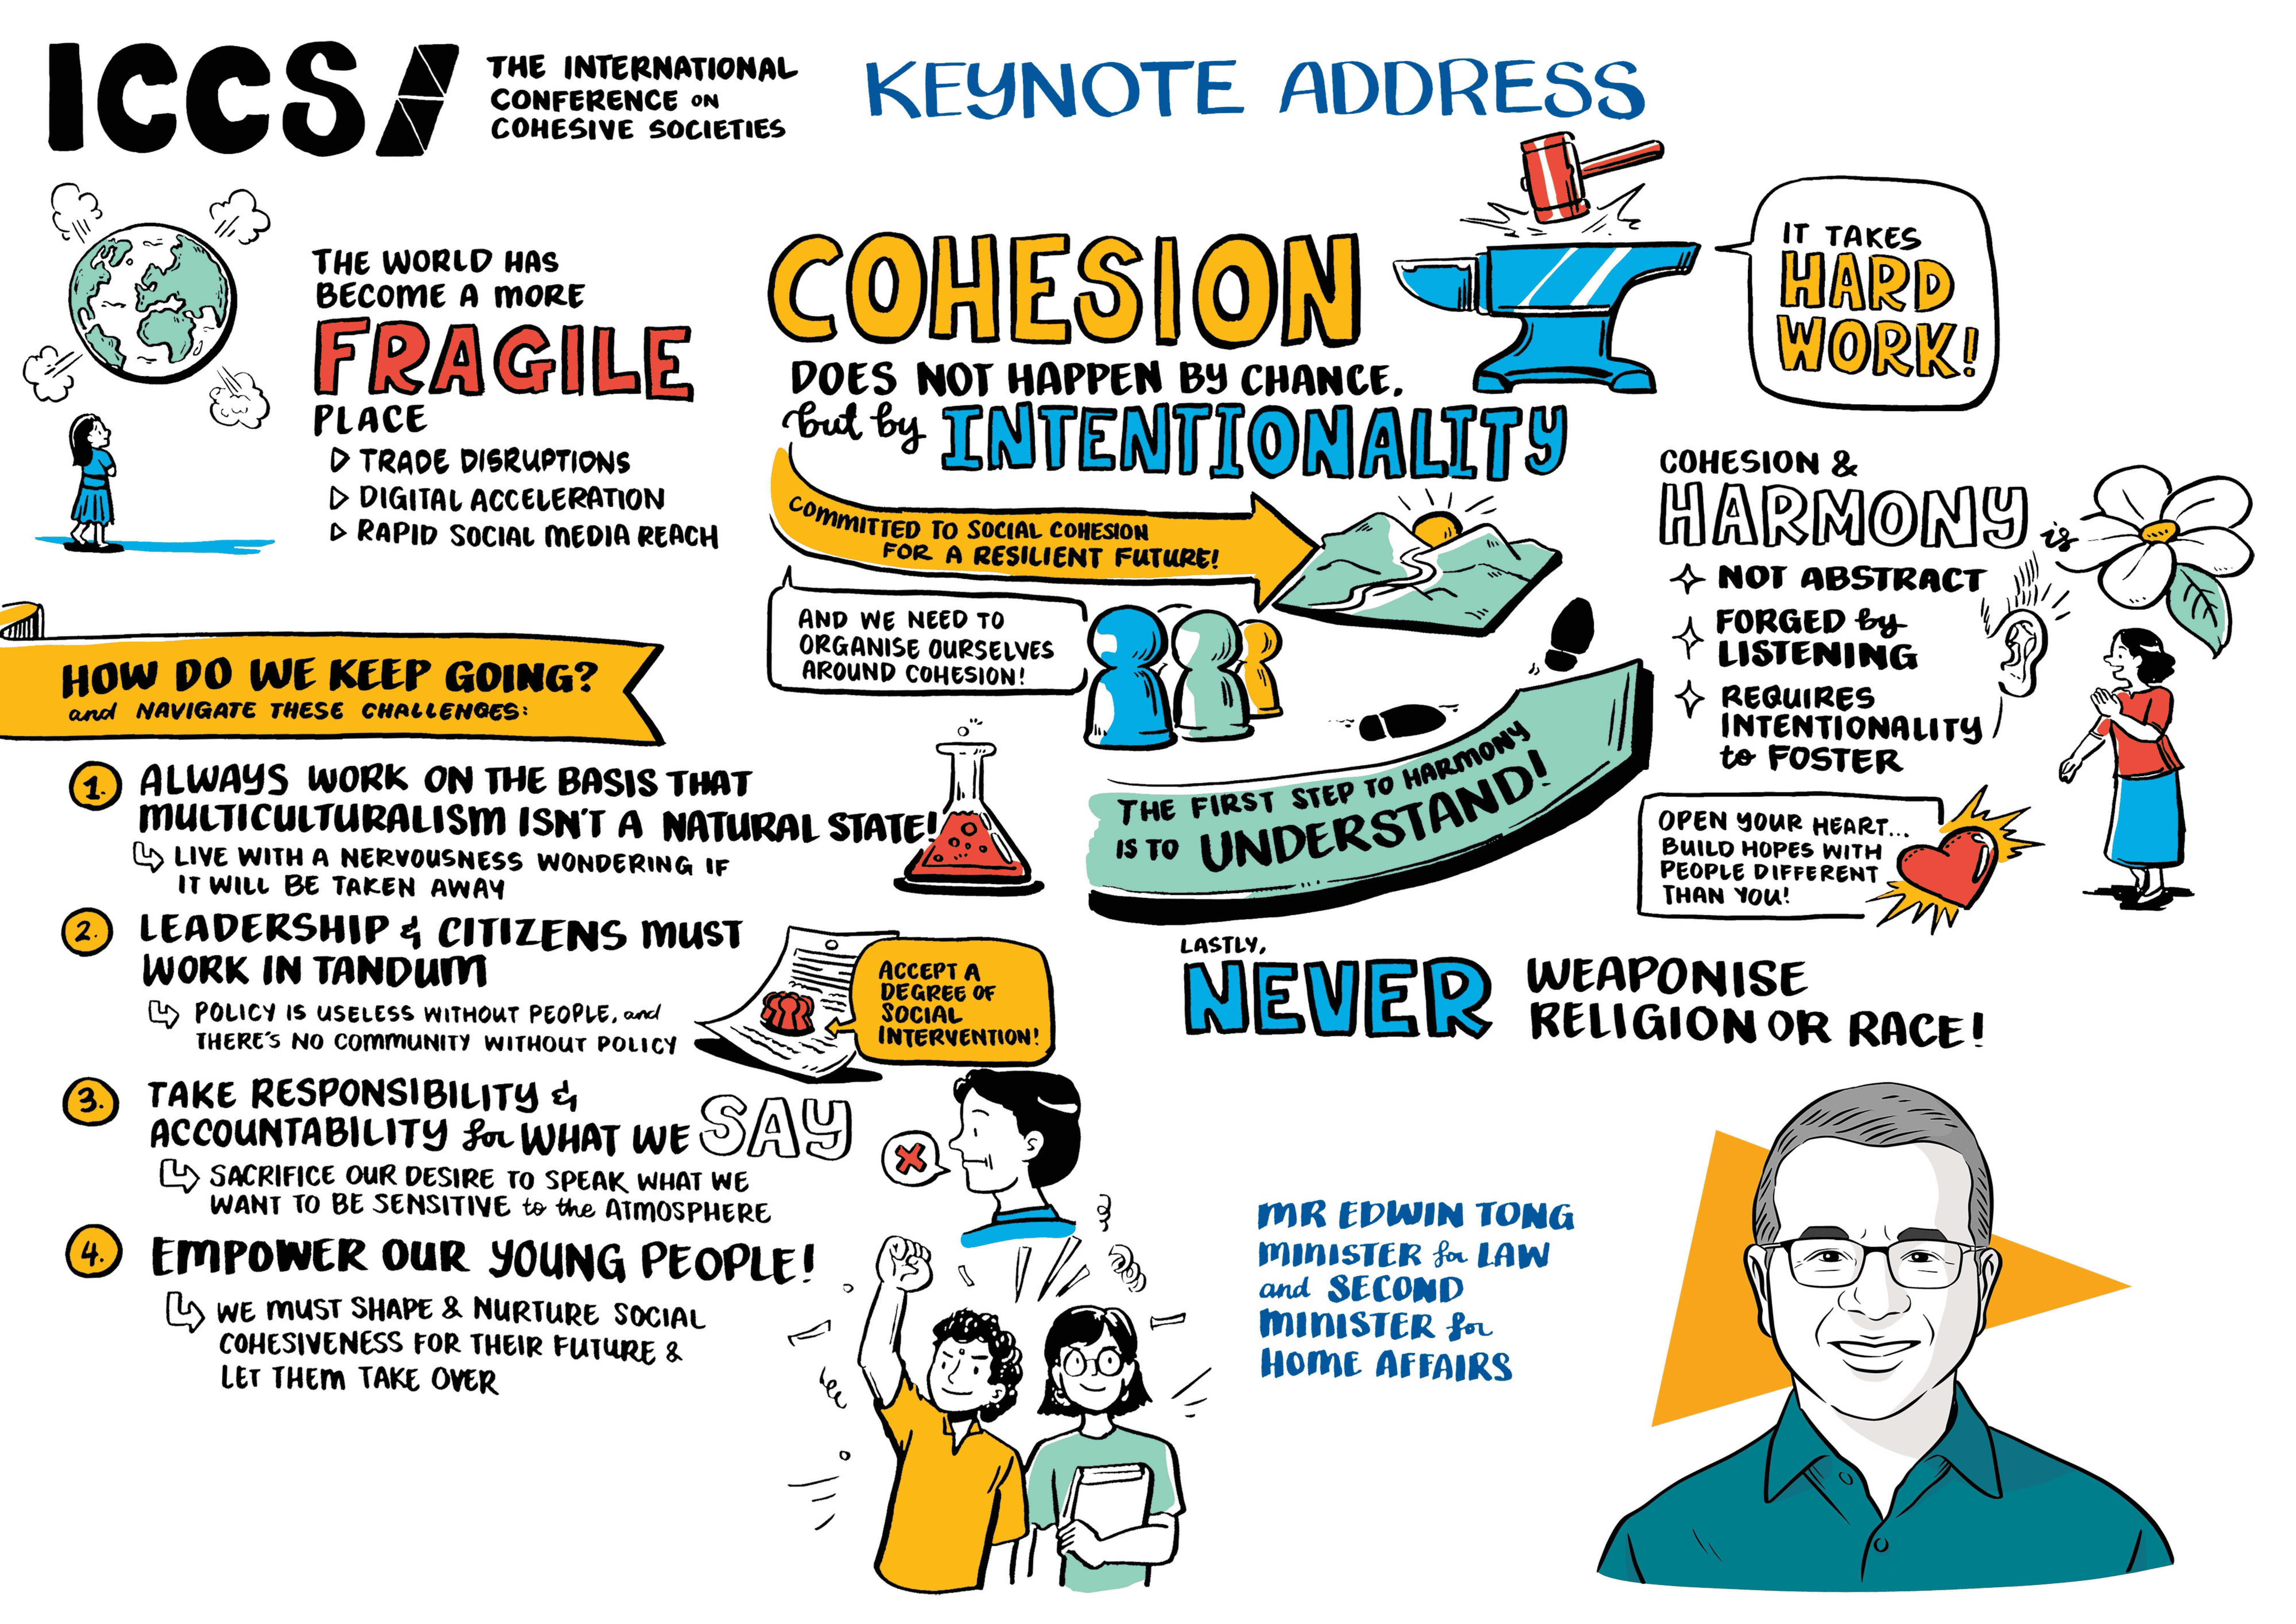 ICCS
THE INTERNATIONAL
CONFERENCE ON
COHESIVE SOCIETIES
KEYNOTE ADDRESS
THE WORLD HAS
BECOME A MORE
FRAGILE
PLACE
TRADE DISRUPTIONS
DIGITAL ACCELERATION
RAPID SOCIAL MEDIA REACH
COHESION
DOES NOT HAPPEN BY CHANCE.
but by INTENTIONALITY
IT TAKES
HARD
WORK!
COMMITTED TO SOCIAL COHESION
FOR A RESILIENT FUTURE!
AND WE NEED TO
ORGANISE OURSELVES
AROUND COHESION!
THE FIRST STEP TO HARMONY
IS TO UNDERSTAND!
COHESION &
HARMONY is
NOT ABSTRACT
FORGED by
LISTENING
REQUIRES
INTENTIONALITY
to FOSTER
OPEN YOUR HEART...
BUILD HOPES WITH
PEOPLE DIFFERENT
THAN YOU!
HOW DO WE KEEP GOING?
and NAVIGATE THESE CHALLENGES:
1. ALWAYS WORK ON THE BASIS THAT
MULTICULTURALISM ISN'T A NATURAL STATE!
LIVE WITH A NERVOUSNESS WONDERING IF
IT WILL BE TAKEN AWAY
2. LEADERSHIP & CITIZENS MUST
WORK IN TANDUM
POLICY IS USELESS WITHOUT PEOPLE, and
THERE'S NO COMMUNITY WITHOUT POLICY
ACCEPT A
DEGREE OF
SOCIAL
INTERVENTION!
3. TAKE RESPONSIBILITY &
ACCOUNTABILITY for WHAT WE SAY
SACRIFICE OUR DESIRE TO SPEAK WHAT WE
WANT TO BE SENSITIVE to the ATMOSPHERE
4. EMPOWER OUR YOUNG PEOPLE!
WE MUST SHAPE & NURTURE SOCIAL
COHESIVENESS FOR THEIR FUTURE &
LET THEM TAKE OVER
LASTLY,
NEVER WEAPONISE
RELIGION OR RACE!
MR EDWIN TONG
MINISTER for LAW
and SECOND
MINISTER for
HOME AFFAIRS